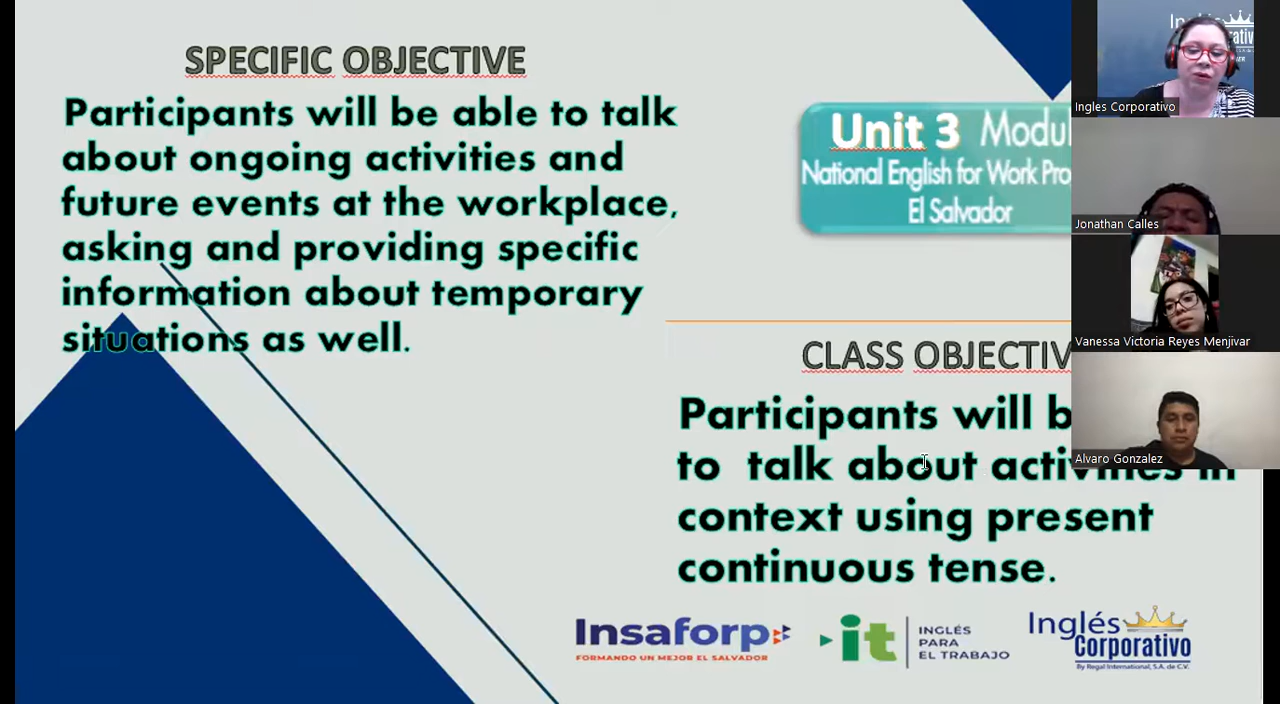 SPECIFIC OBJECTIVE
Participants will be able to talk
about ongoing activities and
future events at the workplace,
asking and providing specific
information about temporary
situations as well.
Unit 3 Modu
National English for Work Pro
El Salvador
CLASS OBJECTIV
Participants will b
to talk about activities in
context using present
continuous tense.
Insaforp
FORMANDO UN MEJOR EL SALVADOR
it
INGLÉS
PARA
EL TRABAJO
Inglés
Corporativo
By Regal International, S.A. de C.V.
Ingles Corporativo
Jonathan Calles
Vanessa Victoria Reyes Menjivar
Alvaro Gonzalez